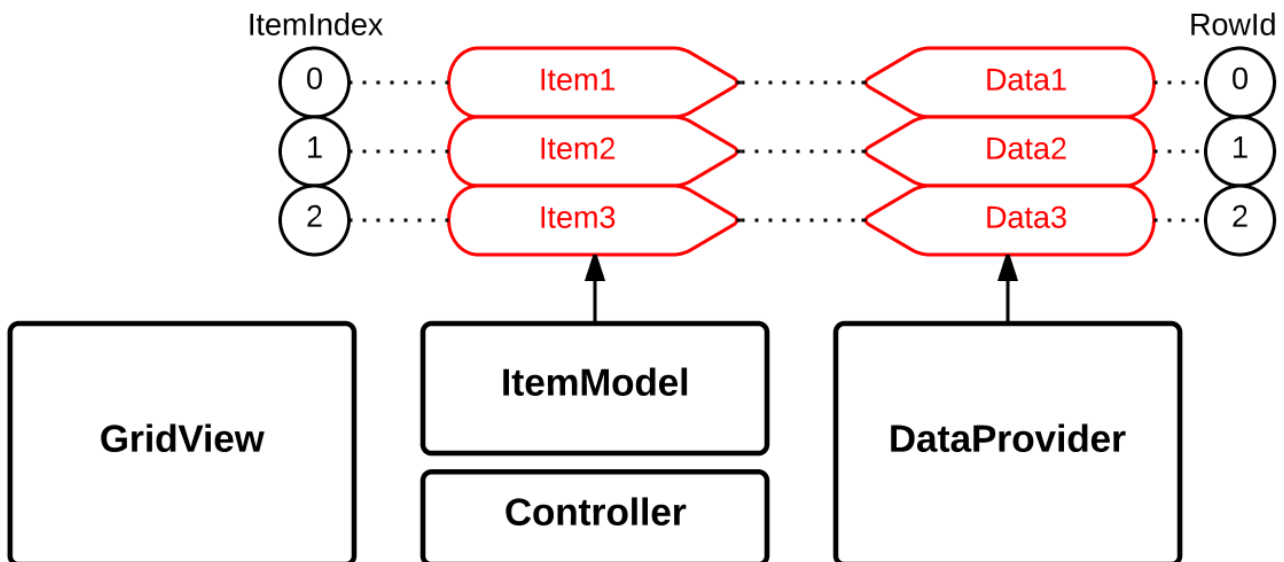 ItemIndex RowId
0 Item1 Data1 0
1 Item2 Data2 1
2 Item3 Data3 2
ItemModel
GridView DataProvider
Controller